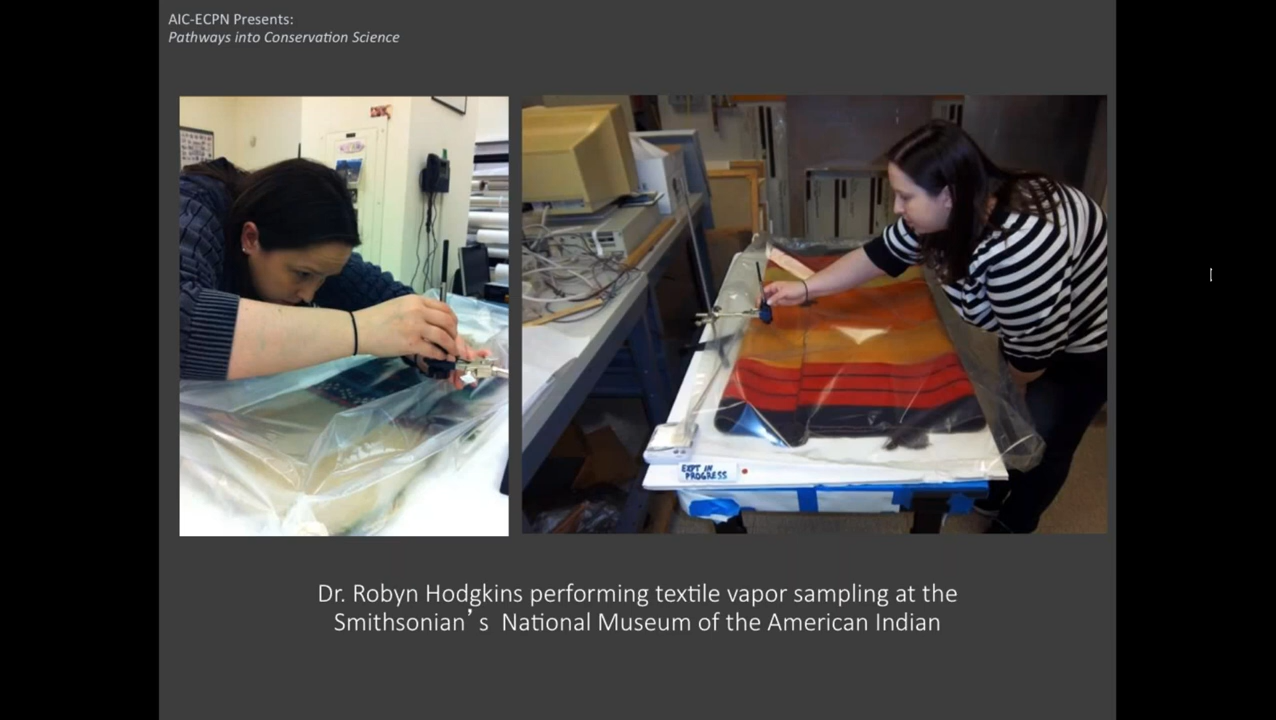 AIC-ECPN Presents:
Pathways into Conservation Science
EXPT IN
PROGRESS
Dr. Robyn Hodgkins performing textile vapor sampling at the
Smithsonian’s National Museum of the American Indian